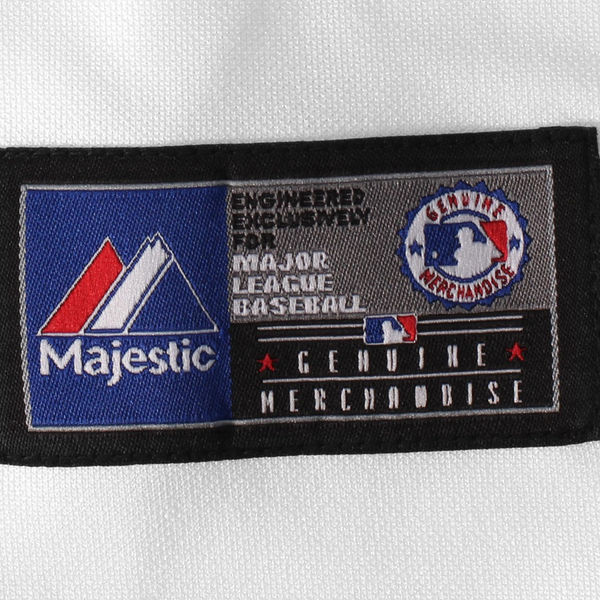 Majestic
ENGINEERED
EXCLUSIVELY
FOR
MAJOR
LEAGUE
BASEBALL
GENUINE
MERCHANDISE
GENUINE
MERCHANDISE